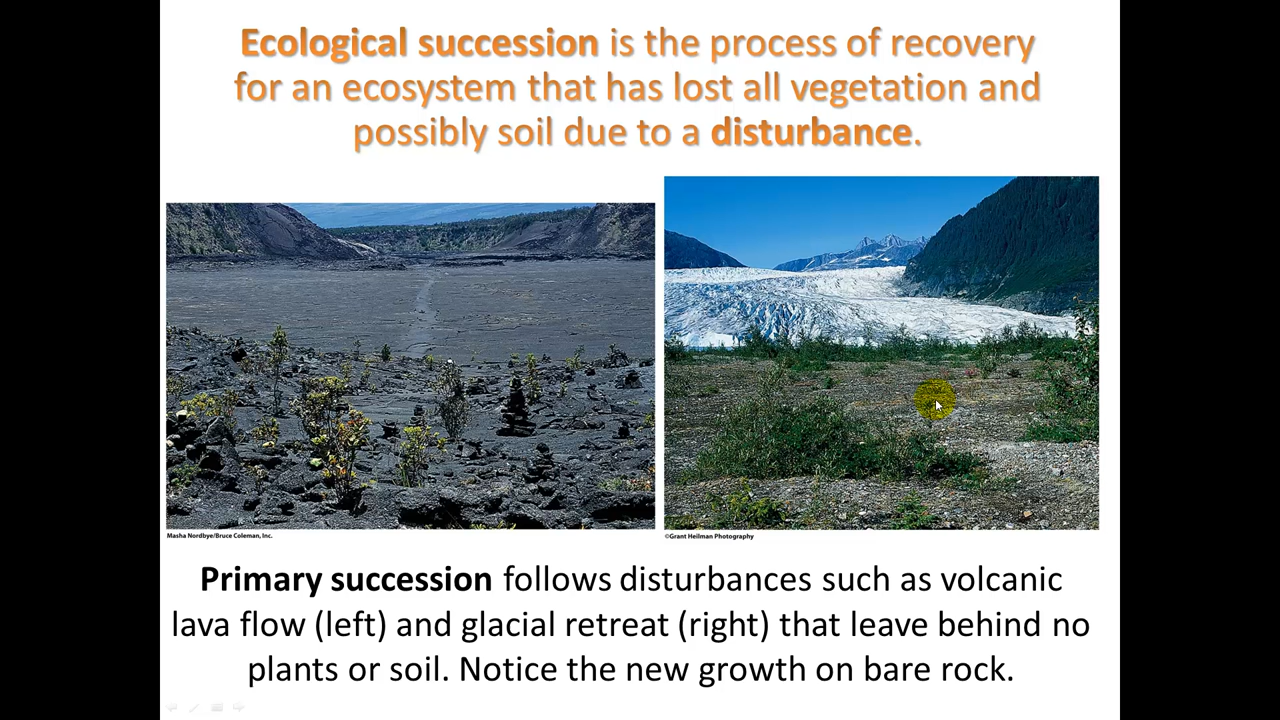 Ecological succession is the process of recovery
for an ecosystem that has lost all vegetation and
possibly soil due to a disturbance.
Masha Nordbye/Bruce Coleman, Inc.
©Grant Heilman Photography
Primary succession follows disturbances such as volcanic
lava flow (left) and glacial retreat (right) that leave behind no
plants or soil. Notice the new growth on bare rock.